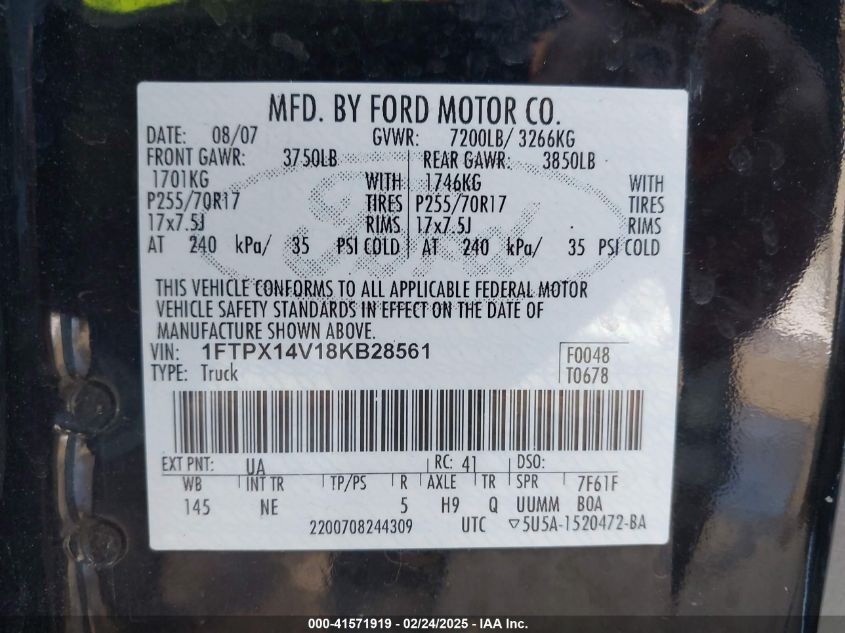 MFD. BY FORD MOTOR CO.
DATE: 08/07 GVWR: 7200LB/ 3266KG
FRONT GAWR: 3750LB REAR GAWR: 3850LB
1701KG WITH 1746KG WITH
P255/70R17 TIRES P255/70R17 TIRES
17x7.5J RIMS 17x7.5J RIMS
AT 240 kPa/ 35 PSI COLD AT 240 kPa/ 35 PSI COLD
Ford
THIS VEHICLE CONFORMS TO ALL APPLICABLE FEDERAL MOTOR
VEHICLE SAFETY STANDARDS IN EFFECT ON THE DATE OF
MANUFACTURE SHOWN ABOVE.
VIN: 1FTPX14V18KB28561 F0048
TYPE: Truck T0678
EXT PNT: UA RC: 41 DSO:
WB INT TR TP/PS R AXLE TR SPR 7F61F
145 NE 5 H9 Q UUMM BOA
2200708244309 UTC ▽5U5A-1520472-BA
000-41571919 - 02/24/2025 - IAA Inc.